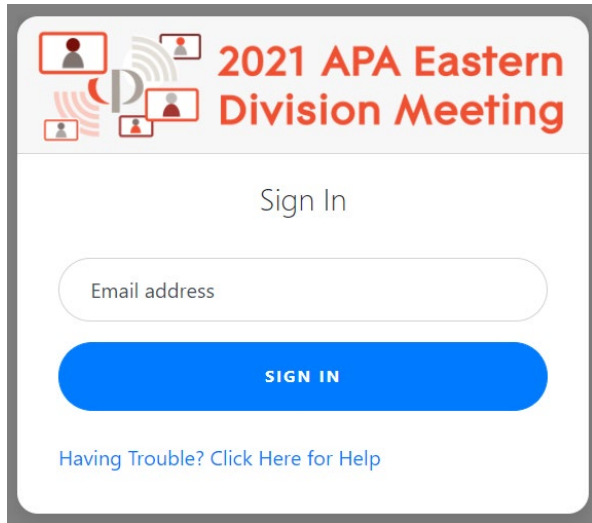 2021 APA Eastern
Division Meeting
Sign In
Email address
SIGN IN
Having Trouble? Click Here for Help